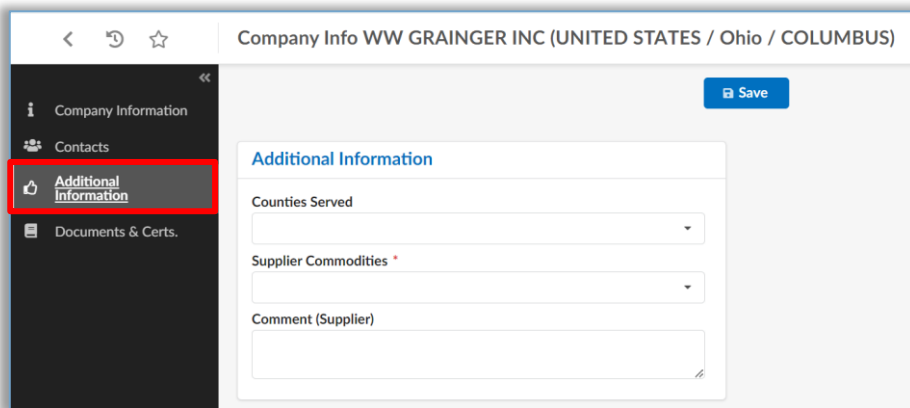 Company Info WW GRAINGER INC (UNITED STATES / Ohio / COLUMBUS)
Company Information
Contacts
Additional
Information
Documents & Certs.
Save
Additional Information
Counties Served
Supplier Commodities *
Comment (Supplier)